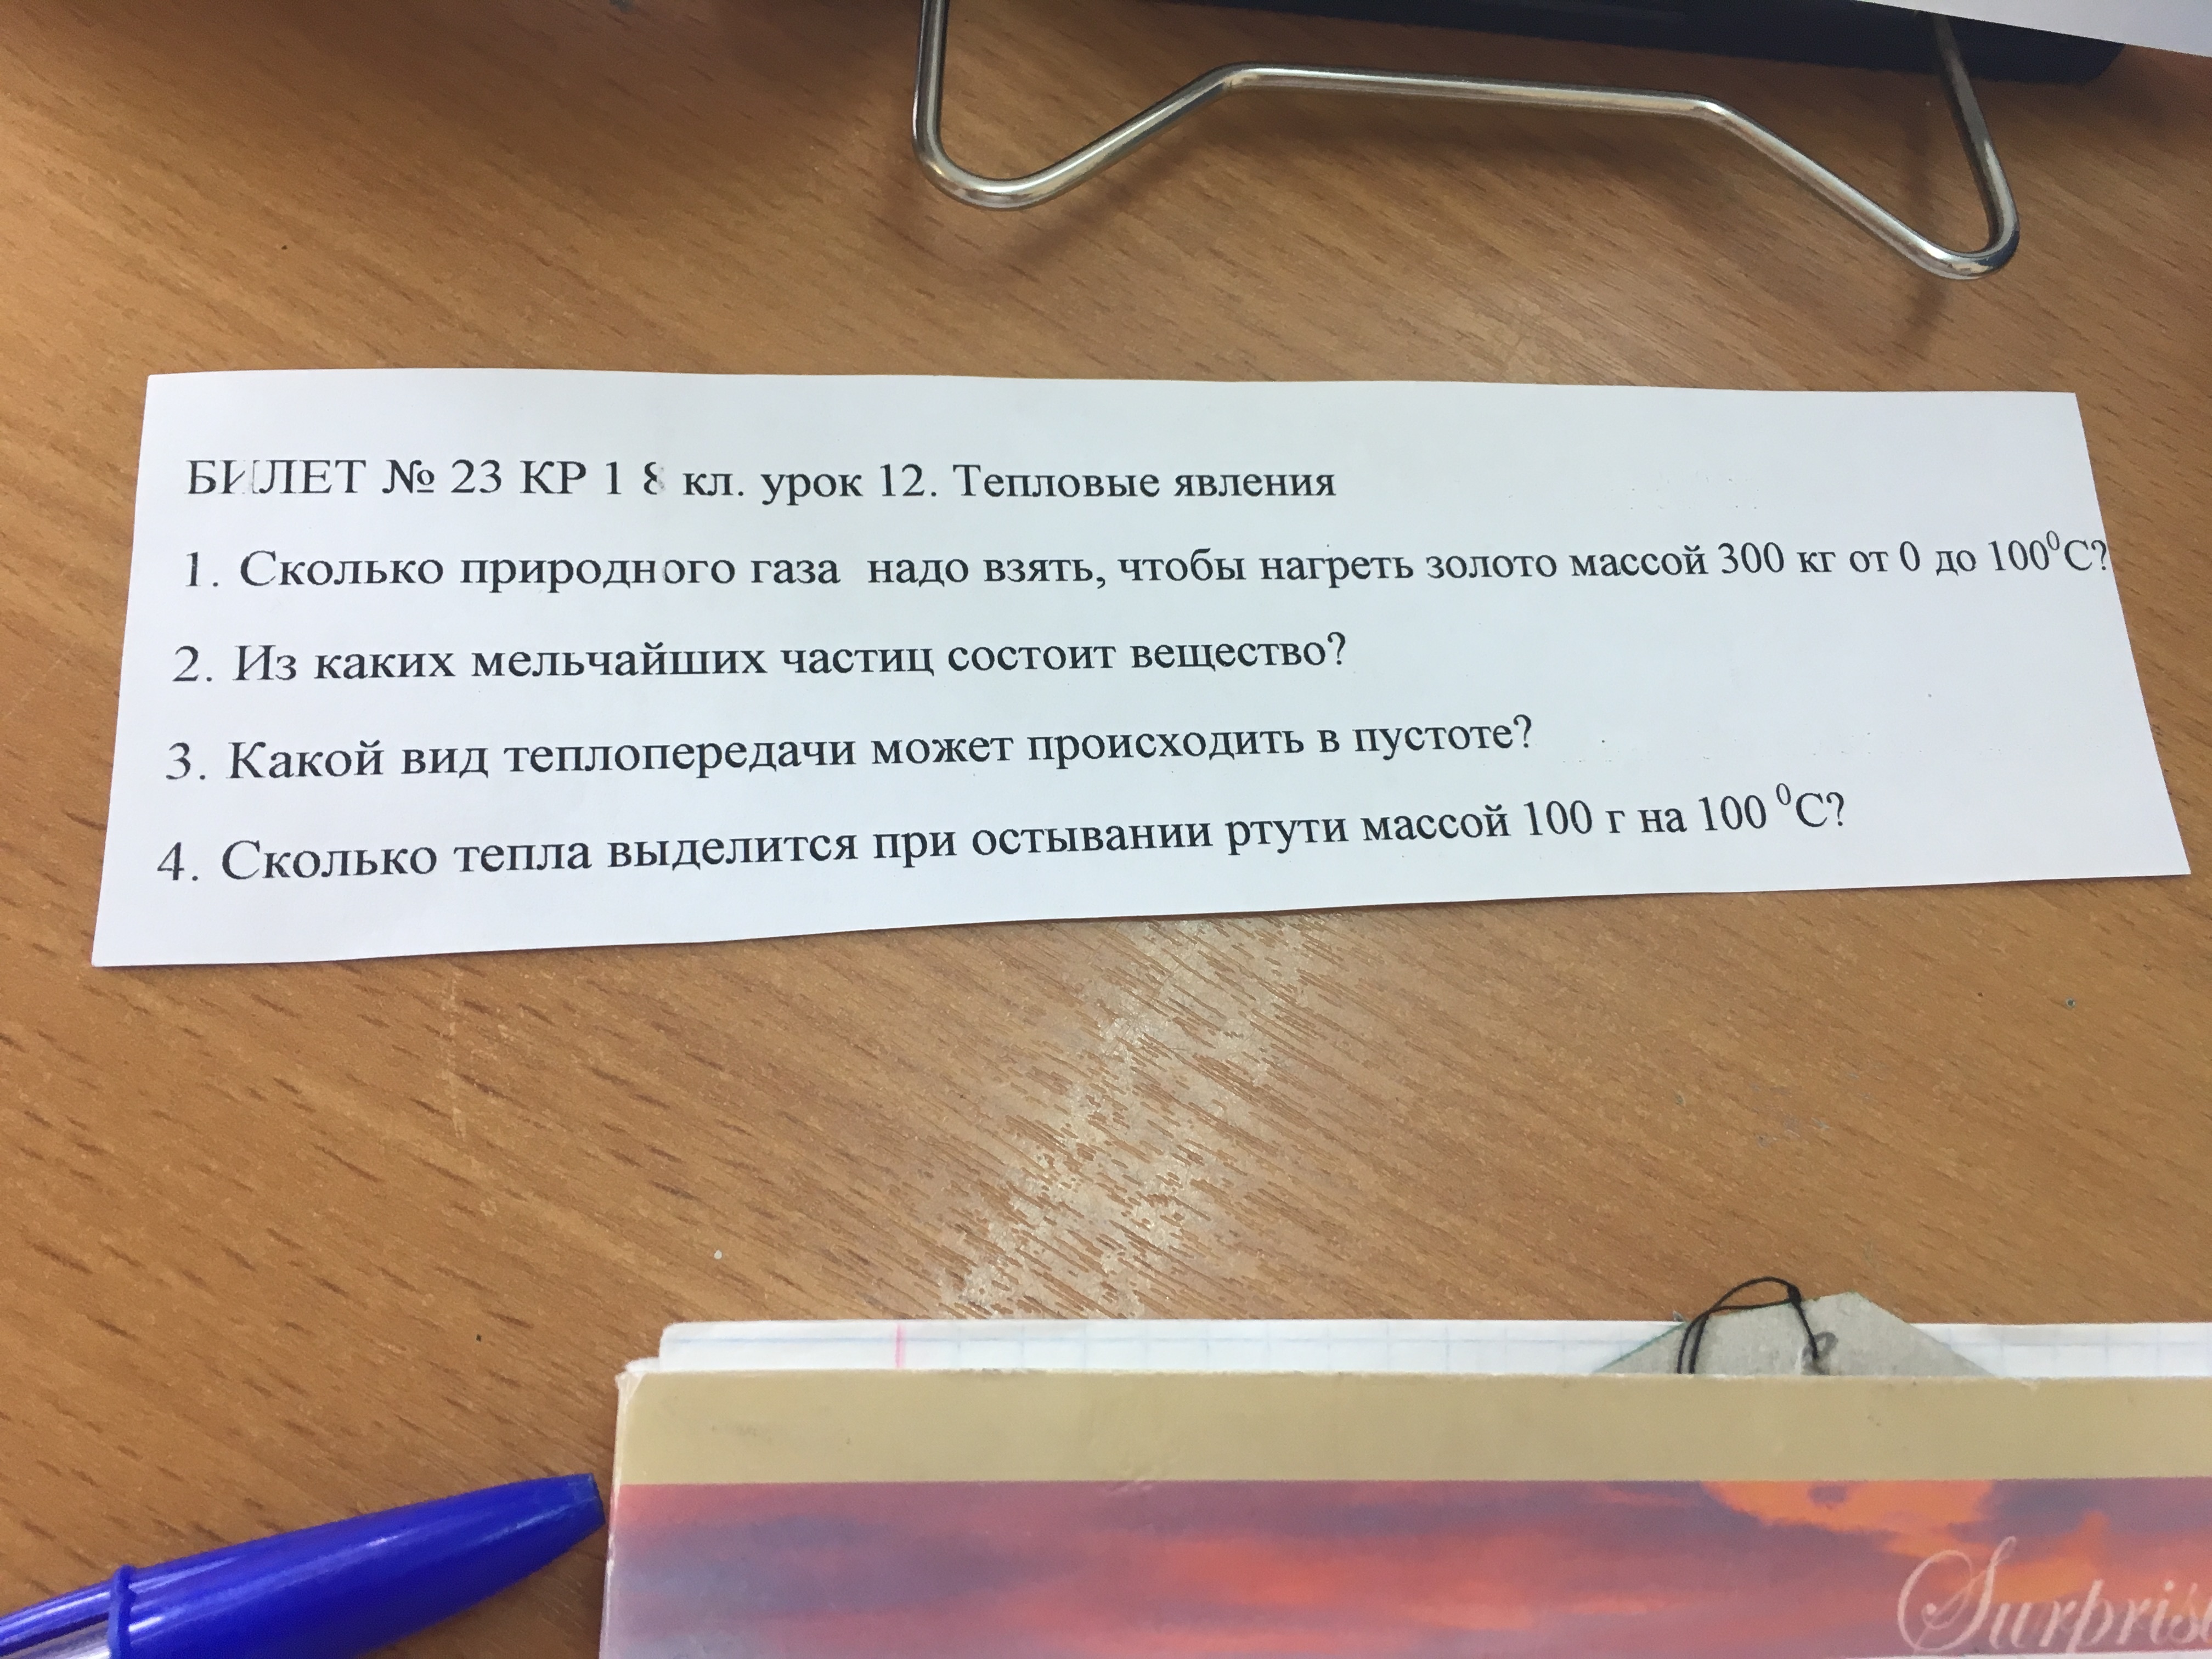 БИЛЕТ № 23 КР 1 8 кл. урок 12. Тепловые явления
1. Сколько природного газа надо взять, чтобы нагреть золото массой 300 кг от 0 до 100⁰С?
2. Из каких мельчайших частиц состоит вещество?
3. Какой вид теплопередачи может происходить в пустоте?
4. Сколько тепла выделится при остывании ртути массой 100 г на 100 ⁰С?